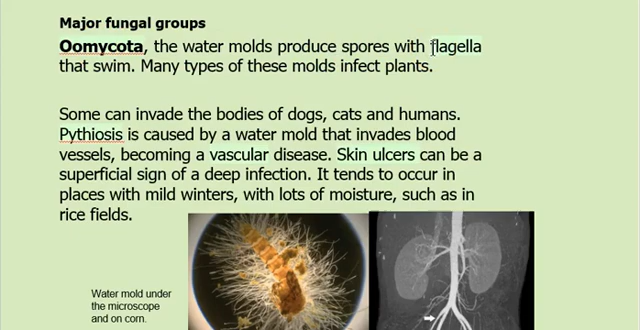 Major fungal groups
Oomycota, the water molds produce spores with flagella
that swim. Many types of these molds infect plants.
Some can invade the bodies of dogs, cats and humans.
Pythiosis is caused by a water mold that invades blood
vessels, becoming a vascular disease. Skin ulcers can be a
superficial sign of a deep infection. It tends to occur in
places with mild winters, with lots of moisture, such as in
rice fields.
Water mold under
the microscope
and on corn.